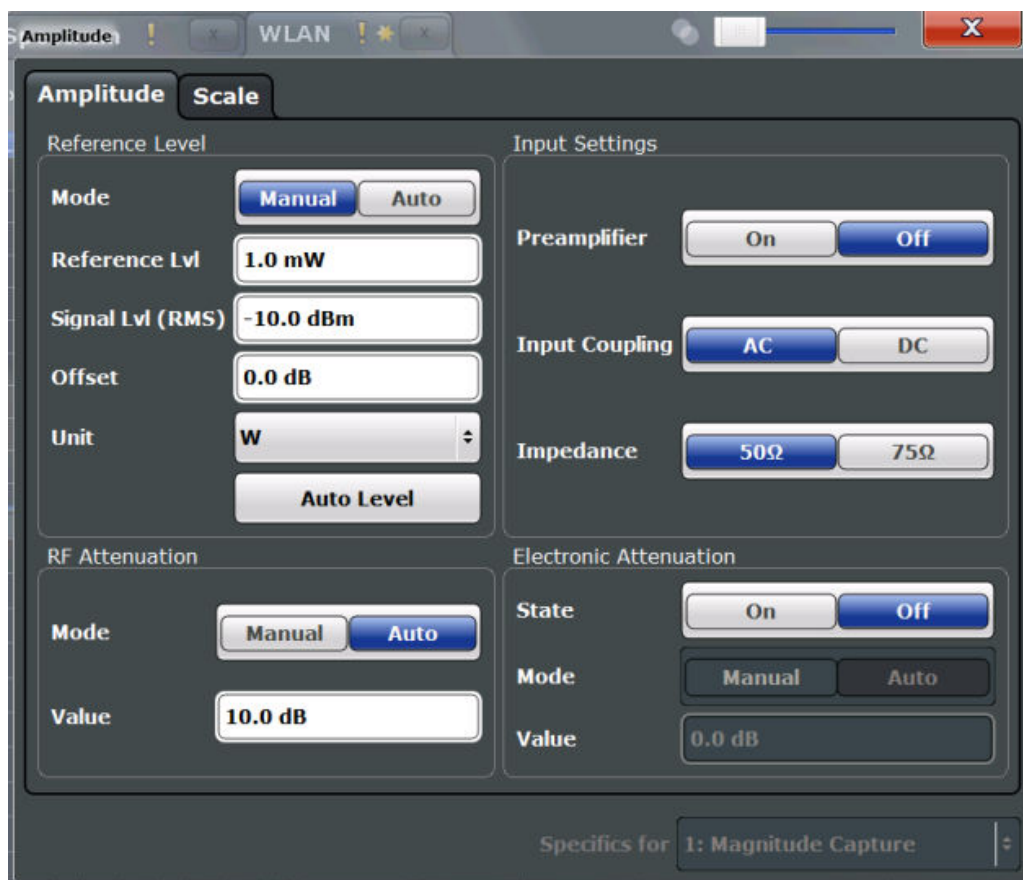 Amplitude ! x WLAN ! * x X
Amplitude Scale
Reference Level
Mode Manual Auto
Reference Lvl 1.0 mW
Signal Lvl (RMS) -10.0 dBm
Offset 0.0 dB
Unit W
Auto Level
Input Settings
Preamplifier On Off
Input Coupling AC DC
Impedance 50Ω 75Ω
RF Attenuation
Mode Manual Auto
Value 10.0 dB
Electronic Attenuation
State On Off
Mode Manual Auto
Value 0.0 dB
Specifics for 1: Magnitude Capture